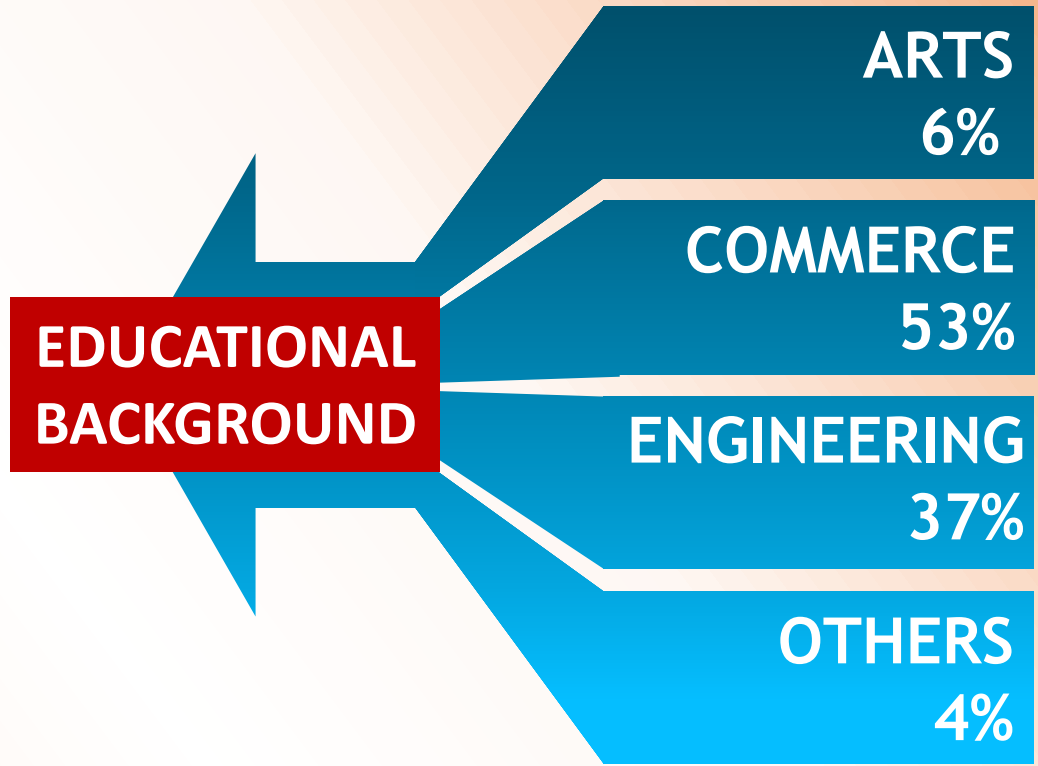 ARTS
6%
COMMERCE
53%
EDUCATIONAL
BACKGROUND
ENGINEERING
37%
OTHERS
4%